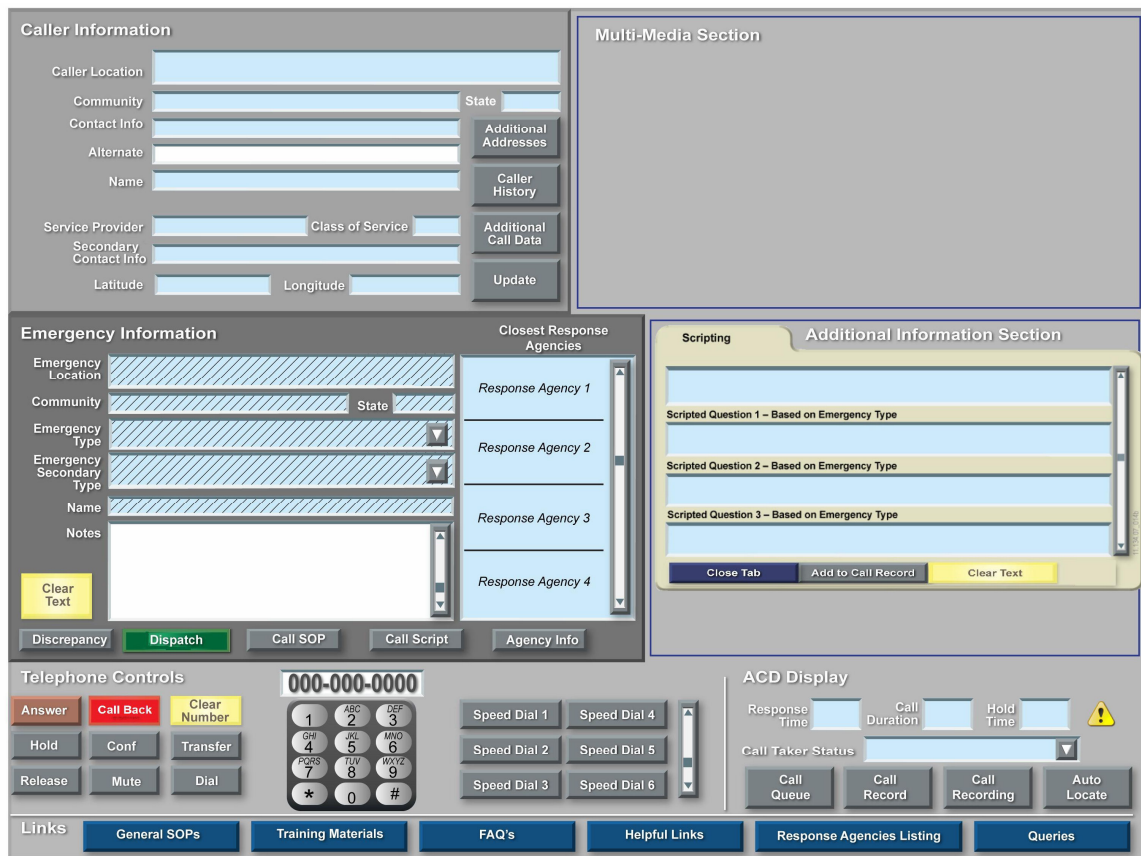 Caller Information
Caller Location
Community
State
Contact Info
Alternate
Name
Service Provider
Class of Service
Secondary
Contact Info
Latitude
Longitude
Additional
Addresses
Caller
History
Additional
Call Data
Update
Multi-Media Section
Emergency Information
Closest Response
Agencies
Emergency
Location
Community
State
Emergency
Type
Emergency
Secondary
Type
Name
Notes
Clear
Text
Response Agency 1
Response Agency 2
Response Agency 3
Response Agency 4
Discrepancy
Dispatch
Call SOP
Call Script
Agency Info
Scripting
Additional Information Section
Scripted Question 1 – Based on Emergency Type
Scripted Question 2 – Based on Emergency Type
Scripted Question 3 – Based on Emergency Type
Close Tab
Add to Call Record
Clear Text
Telephone Controls
Answer
Call Back
Clear
Number
Hold
Conf
Transfer
Release
Mute
Dial
000-000-0000
1
ABC
2
DEF
3
GHI
4
JKL
5
MNO
6
PQRS
7
TUV
8
WXYZ
9
*
0
#
Speed Dial 1
Speed Dial 4
Speed Dial 2
Speed Dial 5
Speed Dial 3
Speed Dial 6
ACD Display
Response
Time
Call
Duration
Hold
Time
!
Call Taker Status
Call
Queue
Call
Record
Call
Recording
Auto
Locate
Links
General SOPs
Training Materials
FAQ's
Helpful Links
Response Agencies Listing
Queries